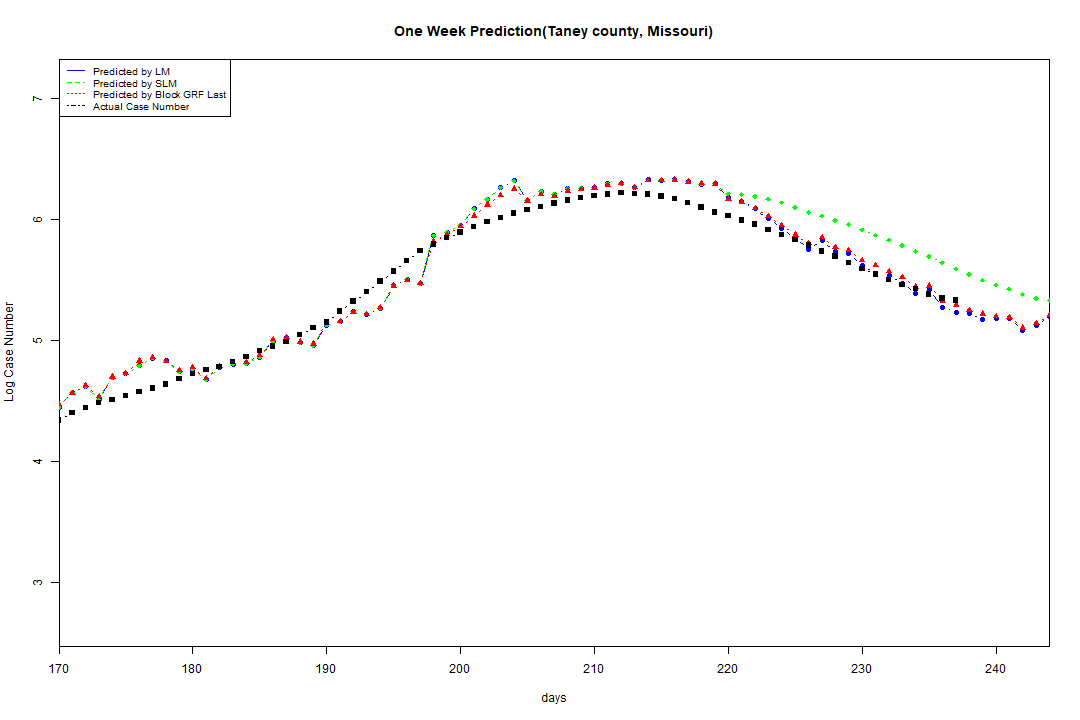 One Week Prediction(Taney county, Missouri)
Predicted by LM
Predicted by SLM
Predicted by Block GRF Last
Actual Case Number
7
6
5
4
3
Log Case Number
170 180 190 200 210 220 230 240
days